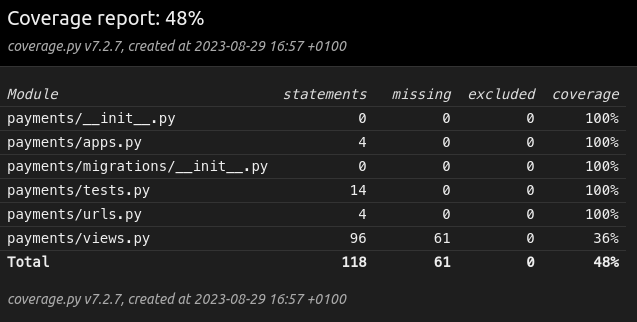 Coverage report: 48%
coverage.py v7.2.7, created at 2023-08-29 16:57 +0100
Module statements missing excluded coverage
payments/__init__.py 0 0 0 100%
payments/apps.py 4 0 0 100%
payments/migrations/__init__.py 0 0 0 100%
payments/tests.py 14 0 0 100%
payments/urls.py 4 0 0 100%
payments/views.py 96 61 0 36%
Total 118 61 0 48%
coverage.py v7.2.7, created at 2023-08-29 16:57 +0100